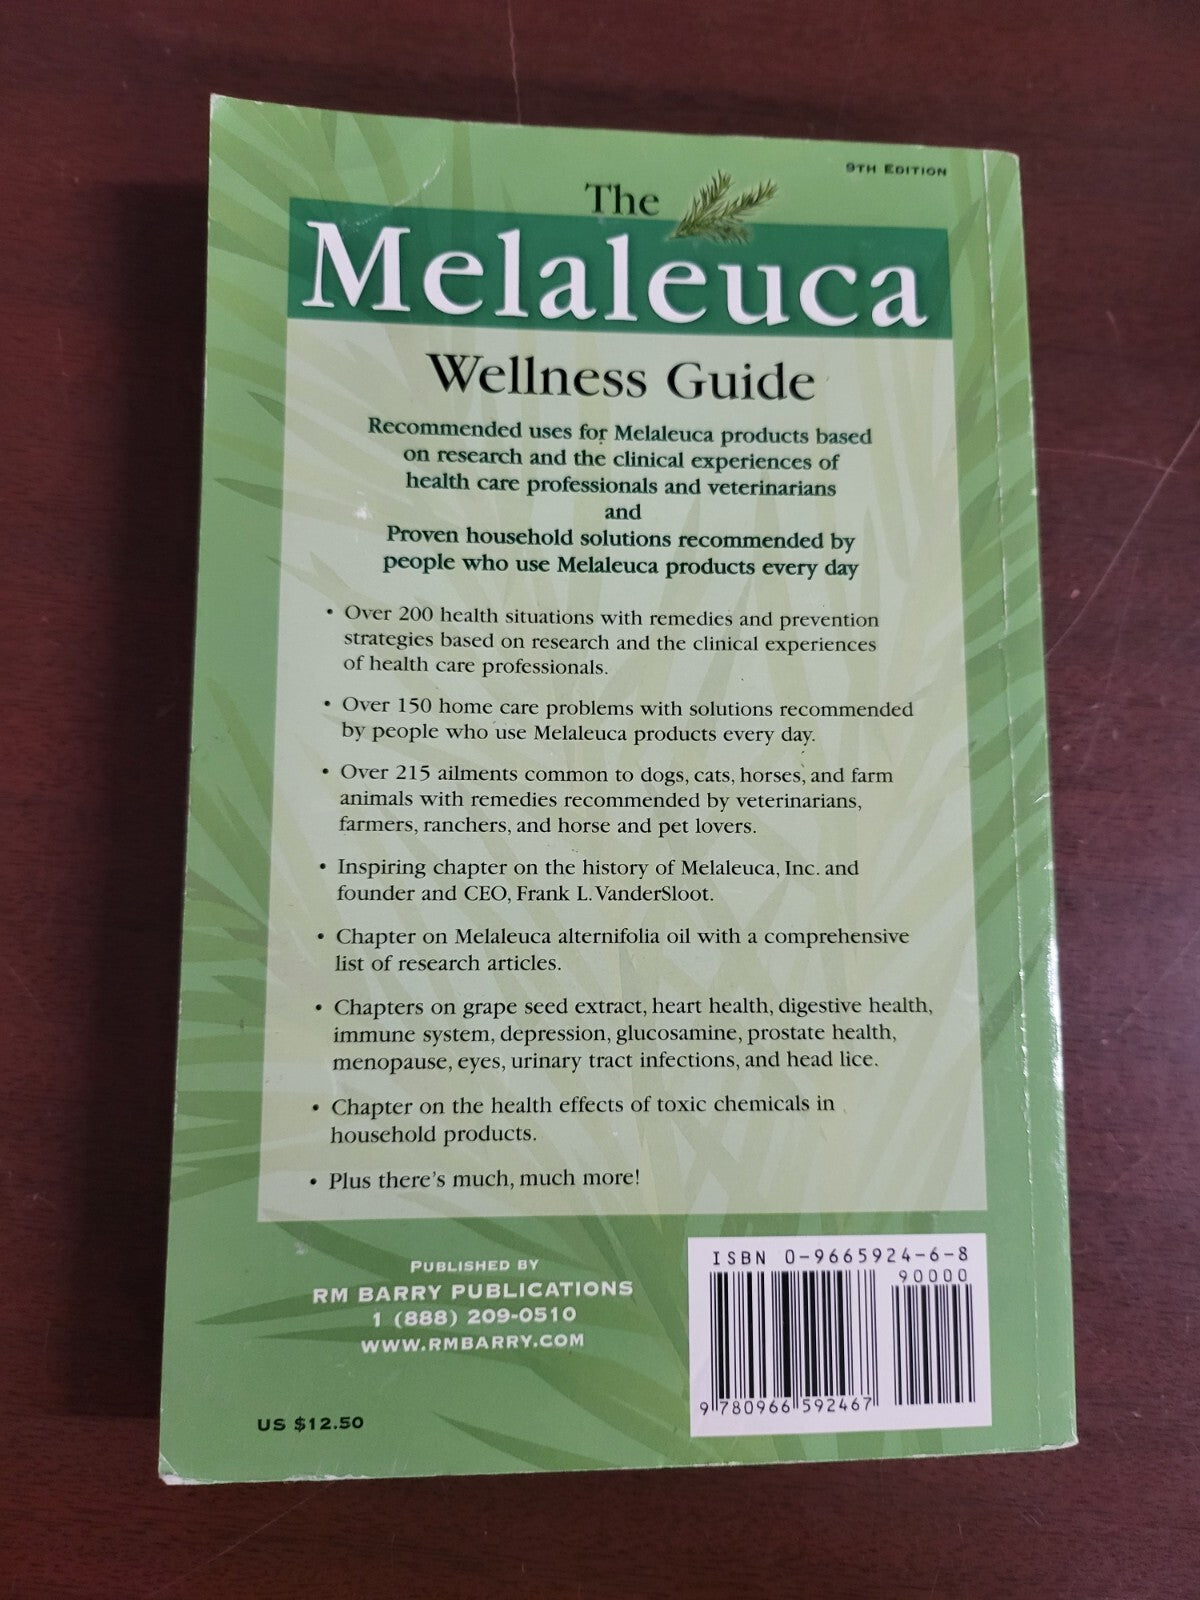 9TH EDITION
The
Melaleuca
Wellness Guide
Recommended uses for Melaleuca products based
on research and the clinical experiences of
health care professionals and veterinarians
and
Proven household solutions recommended by
people who use Melaleuca products every day
• Over 200 health situations with remedies and prevention
strategies based on research and the clinical experiences
of health care professionals.
• Over 150 home care problems with solutions recommended
by people who use Melaleuca products every day.
• Over 215 ailments common to dogs, cats, horses, and farm
animals with remedies recommended by veterinarians,
farmers, ranchers, and horse and pet lovers.
• Inspiring chapter on the history of Melaleuca, Inc. and
founder and CEO, Frank L. VanderSloot.
• Chapter on Melaleuca alternifolia oil with a comprehensive
list of research articles.
• Chapters on grape seed extract, heart health, digestive health,
immune system, depression, glucosamine, prostate health,
menopause, eyes, urinary tract infections, and head lice.
• Chapter on the health effects of toxic chemicals in
household products.
• Plus there's much, much more!
PUBLISHED BY
RM BARRY PUBLICATIONS
1 (888) 209-0510
WWW.RMBARRY.COM
US $12.50
ISBN 0-9665924-6-8
90000
9 780966 592467